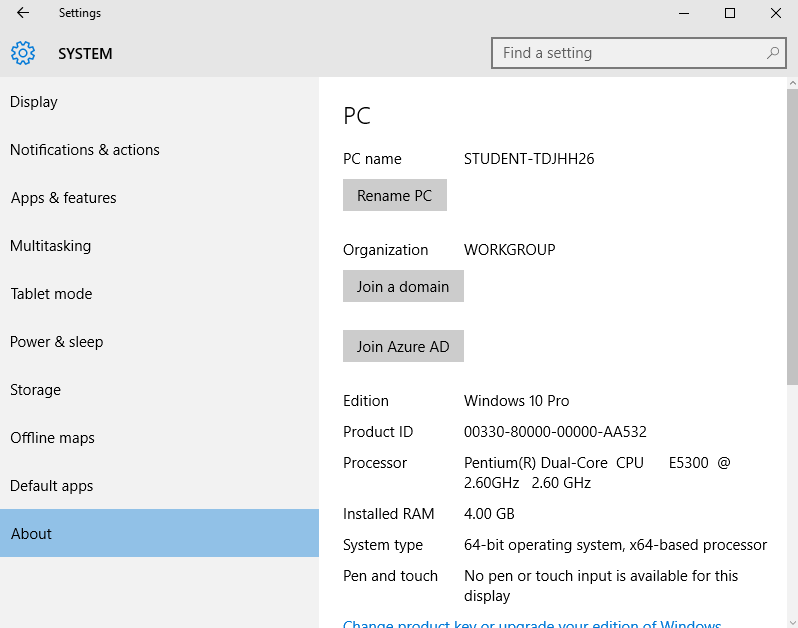 Settings
SYSTEM
Find a setting
Display
Notifications & actions
Apps & features
Multitasking
Tablet mode
Power & sleep
Storage
Offline maps
Default apps
About
PC
PC name STUDENT-TDJHH26
Rename PC
Organization WORKGROUP
Join a domain
Join Azure AD
Edition Windows 10 Pro
Product ID 00330-80000-00000-AA532
Processor Pentium(R) Dual-Core CPU E5300 @
2.60GHz 2.60 GHz
Installed RAM 4.00 GB
System type 64-bit operating system, x64-based processor
Pen and touch No pen or touch input is available for this
display
Change product key or upgrade your edition of Windows